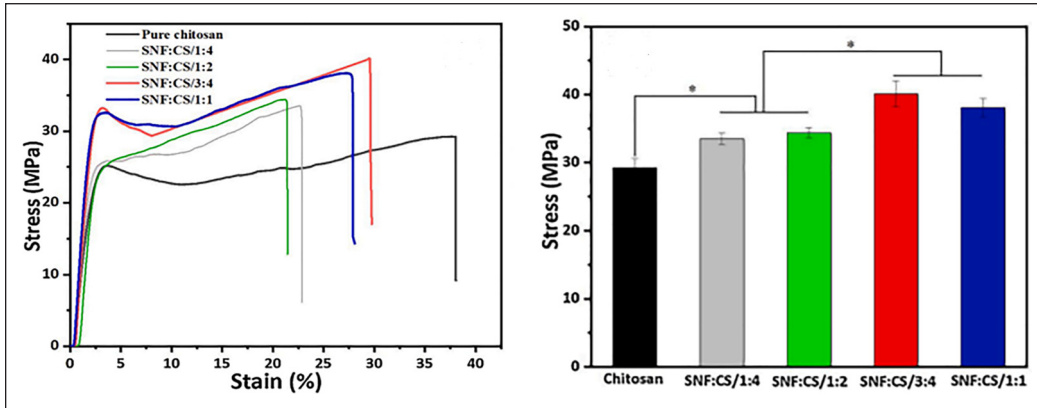 Pure chitosan
SNF:CS/1:4
SNF:CS/1:2
SNF:CS/3:4
SNF:CS/1:1
Stress (MPa)
40
30
20
10
0
0 5 10 15 20 25 30 35 40
Stain (%)
Stress (MPa)
50
40
30
20
10
0
*
*
Chitosan SNF:CS/1:4 SNF:CS/1:2 SNF:CS/3:4 SNF:CS/1:1